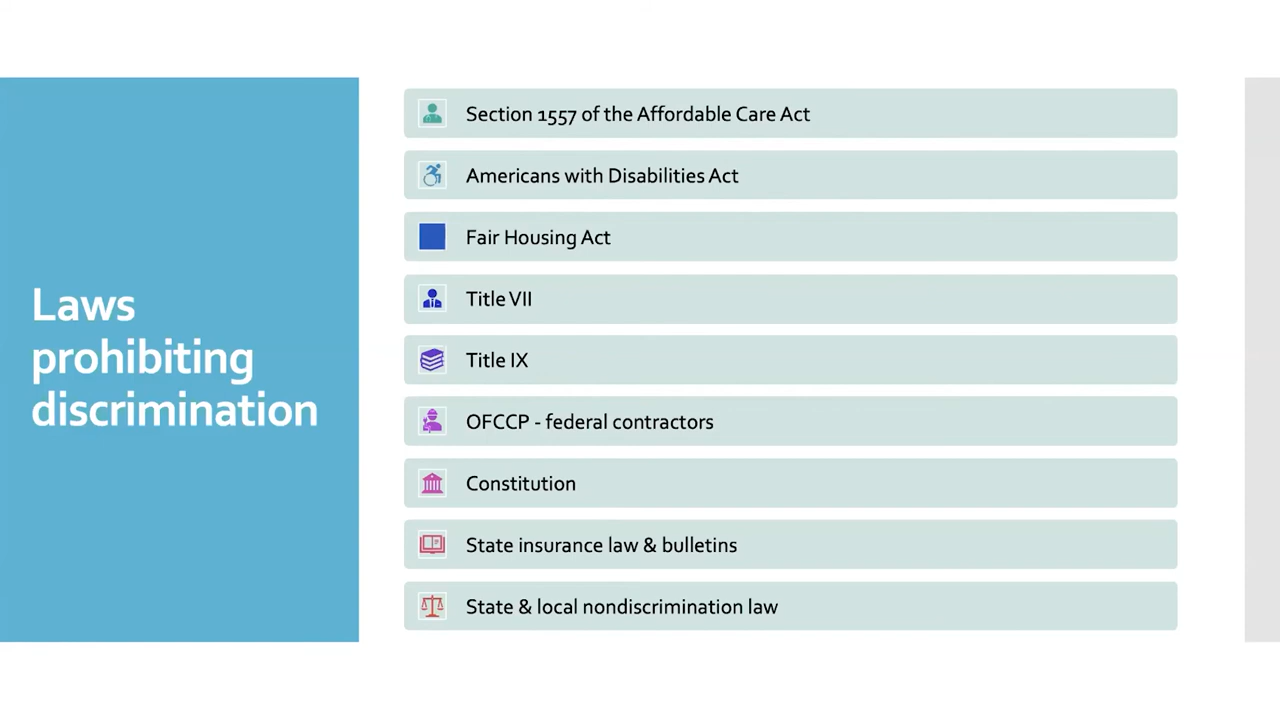 Laws
prohibiting
discrimination
Section 1557 of the Affordable Care Act
Americans with Disabilities Act
Fair Housing Act
Title VII
Title IX
OFCCP - federal contractors
Constitution
State insurance law & bulletins
State & local nondiscrimination law